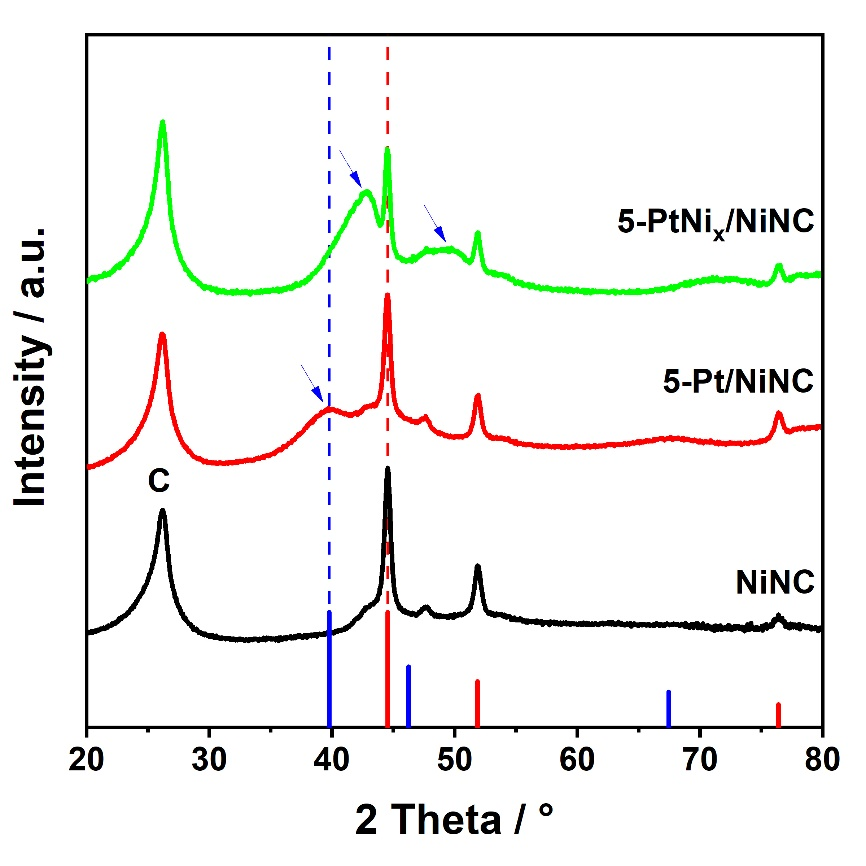 5-PtNiₓ/NiNC
5-Pt/NiNC
C
NiNC
Intensity / a.u.
20 30 40 50 60 70 80
2 Theta / °